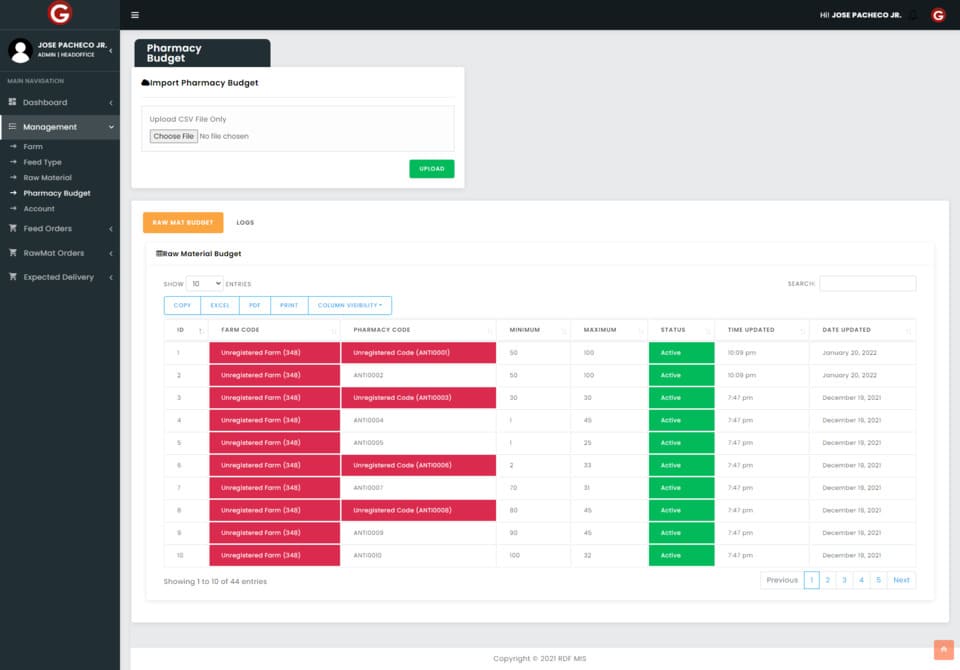 G
Hi! JOSE PACHECO JR.
G
JOSE PACHECO JR.
ADMIN | HEADOFFICE
MAIN NAVIGATION
Dashboard
Management
Farm
Feed Type
Raw Material
Pharmacy Budget
Account
Feed Orders
RawMat Orders
Expected Delivery
Pharmacy
Budget
Import Pharmacy Budget
Upload CSV File Only
Choose File No file chosen
UPLOAD
RAW MAT BUDGET LOGS
Raw Material Budget
SHOW 10 ENTRIES SEARCH:
COPY EXCEL PDF PRINT COLUMN VISIBILITY
ID FARM CODE PHARMACY CODE MINIMUM MAXIMUM STATUS TIME UPDATED DATE UPDATED
1 Unregistered Farm (348) Unregistered Code (ANTI0001) 50 100 Active 10:09 pm January 20, 2022
2 Unregistered Farm (348) ANTI0002 50 100 Active 10:09 pm January 20, 2022
3 Unregistered Farm (348) Unregistered Code (ANTI0003) 30 30 Active 7:47 pm December 19, 2021
4 Unregistered Farm (348) ANTI0004 1 45 Active 7:47 pm December 19, 2021
5 Unregistered Farm (348) ANTI0005 1 25 Active 7:47 pm December 19, 2021
6 Unregistered Farm (348) Unregistered Code (ANTI0006) 2 33 Active 7:47 pm December 19, 2021
7 Unregistered Farm (348) ANTI0007 70 31 Active 7:47 pm December 19, 2021
8 Unregistered Farm (348) Unregistered Code (ANTI0008) 80 45 Active 7:47 pm December 19, 2021
9 Unregistered Farm (348) ANTI0009 90 45 Active 7:47 pm December 19, 2021
10 Unregistered Farm (348) ANTI0010 100 32 Active 7:47 pm December 19, 2021
Showing 1 to 10 of 44 entries
Previous 1 2 3 4 5 Next
Copyright © 2021 RDF MIS